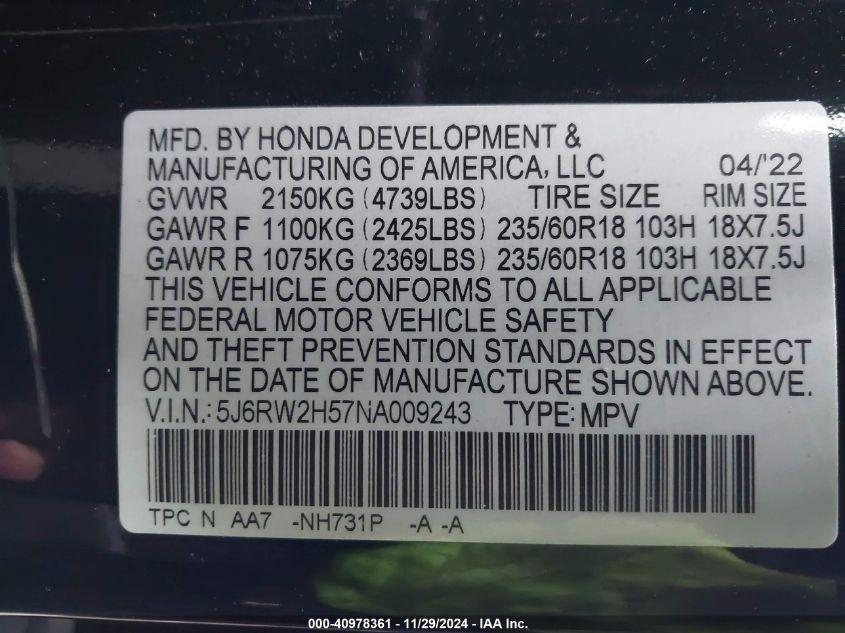 MFD. BY HONDA DEVELOPMENT &
MANUFACTURING OF AMERICA, LLC 04/'22
GVWR 2150KG (4739LBS) TIRE SIZE RIM SIZE
GAWR F 1100KG (2425LBS) 235/60R18 103H 18X7.5J
GAWR R 1075KG (2369LBS) 235/60R18 103H 18X7.5J
THIS VEHICLE CONFORMS TO ALL APPLICABLE
FEDERAL MOTOR VEHICLE SAFETY
AND THEFT PREVENTION STANDARDS IN EFFECT
ON THE DATE OF MANUFACTURE SHOWN ABOVE.
V.I.N.: 5J6RW2H57NA009243 TYPE: MPV
TPC N AA7 -NH731P -A -A
000-40978361 - 11/29/2024 - IAA Inc.